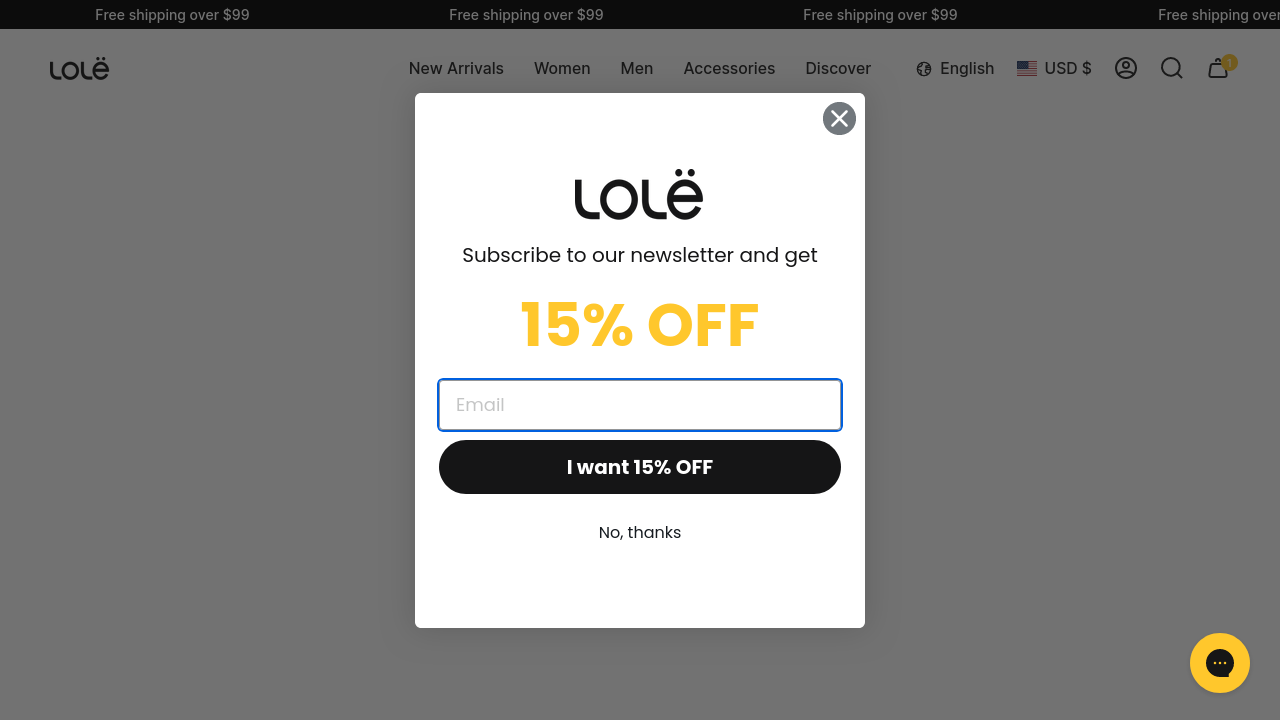 Free shipping over $99 Free shipping over $99 Free shipping over $99 Free shipping over
LOLË New Arrivals Women Men Accessories Discover English USD $ 1
LOLË
Subscribe to our newsletter and get
15% OFF
Email
I want 15% OFF
No, thanks